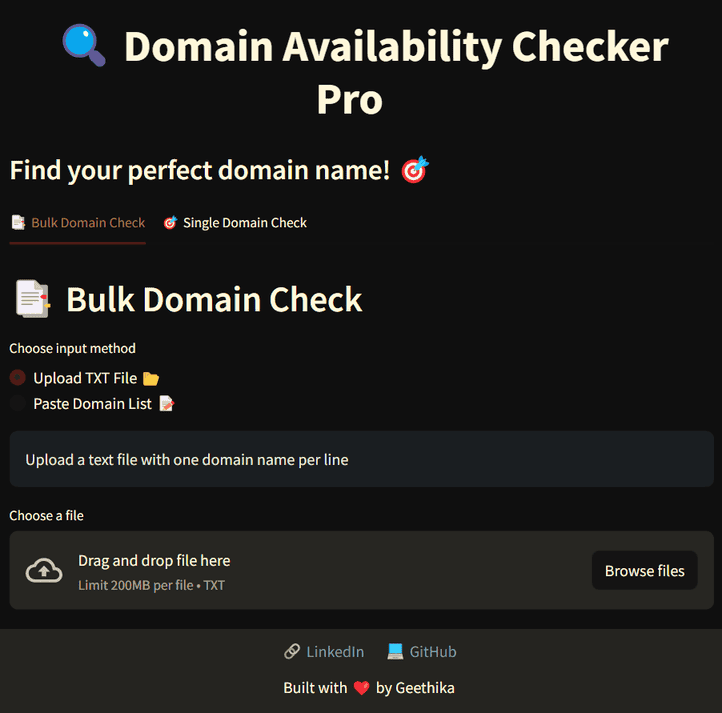 🔍 Domain Availability Checker
Pro
Find your perfect domain name! 🎯
📑 Bulk Domain Check 🎯 Single Domain Check
📑 Bulk Domain Check
Choose input method
Upload TXT File 📂
Paste Domain List 📝
Upload a text file with one domain name per line
Choose a file
Drag and drop file here
Limit 200MB per file • TXT
Browse files
🔗 LinkedIn 💻 GitHub
Built with ❤️ by Geethika